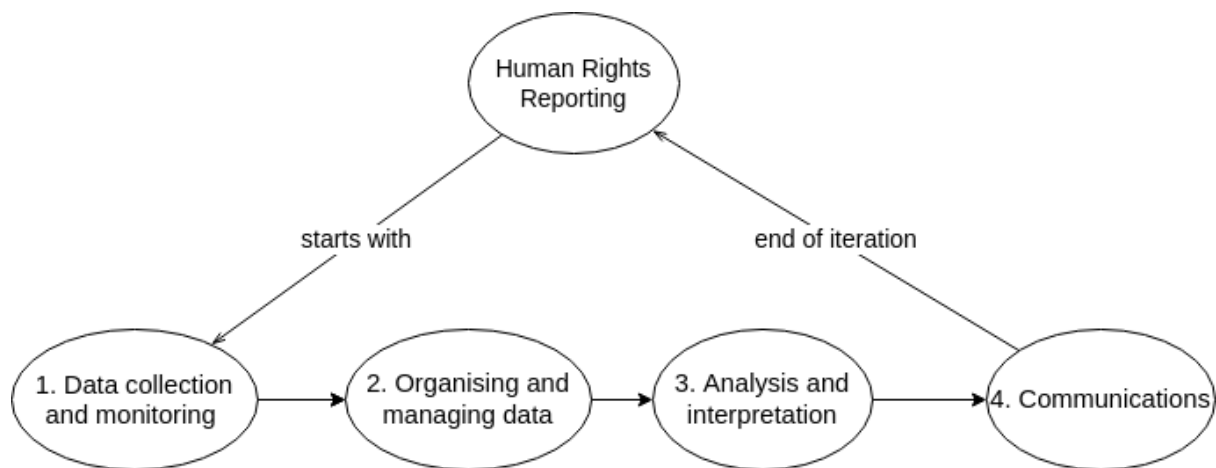 Human Rights
Reporting
starts with
end of iteration
1. Data collection
and monitoring
2. Organising and
managing data
3. Analysis and
interpretation
4. Communications